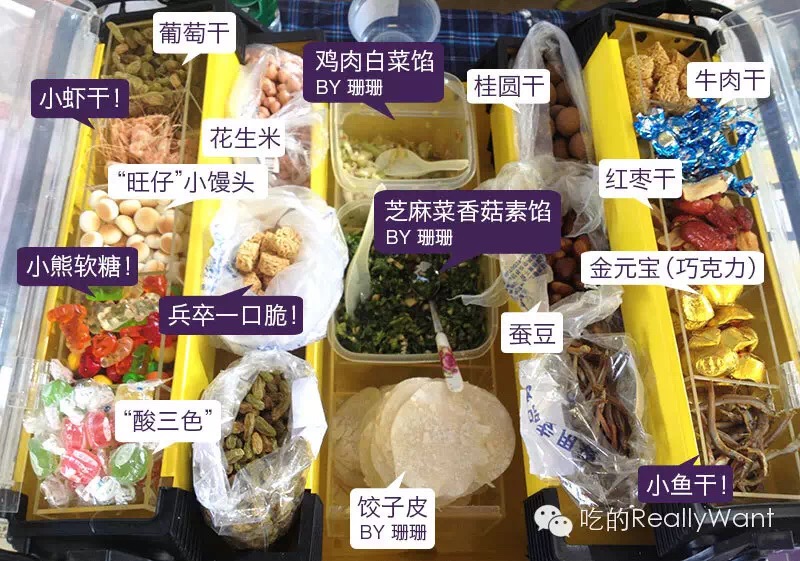 葡萄干
鸡肉白菜馅
BY 珊珊
桂圆干
牛肉干
小虾干！
花生米
“旺仔”小馒头
红枣干
芝麻菜香菇素馅
BY 珊珊
小熊软糖！
金元宝（巧克力）
兵卒一口脆！
蚕豆
“酸三色”
小鱼干！
饺子皮
BY 珊珊
吃的ReallyWant